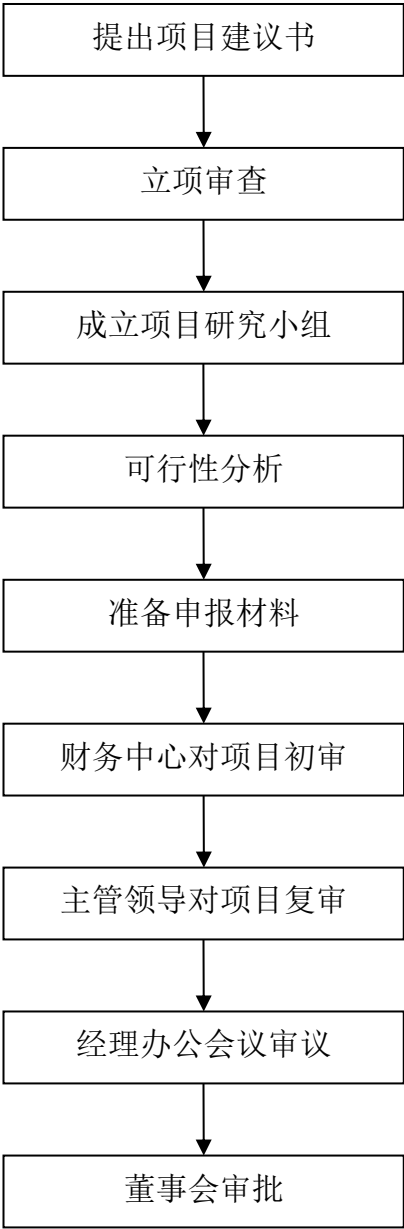 提出项目建议书
立项审查
成立项目研究小组
可行性分析
准备申报材料
财务中心对项目初审
主管领导对项目复审
经理办公会议审议
董事会审批